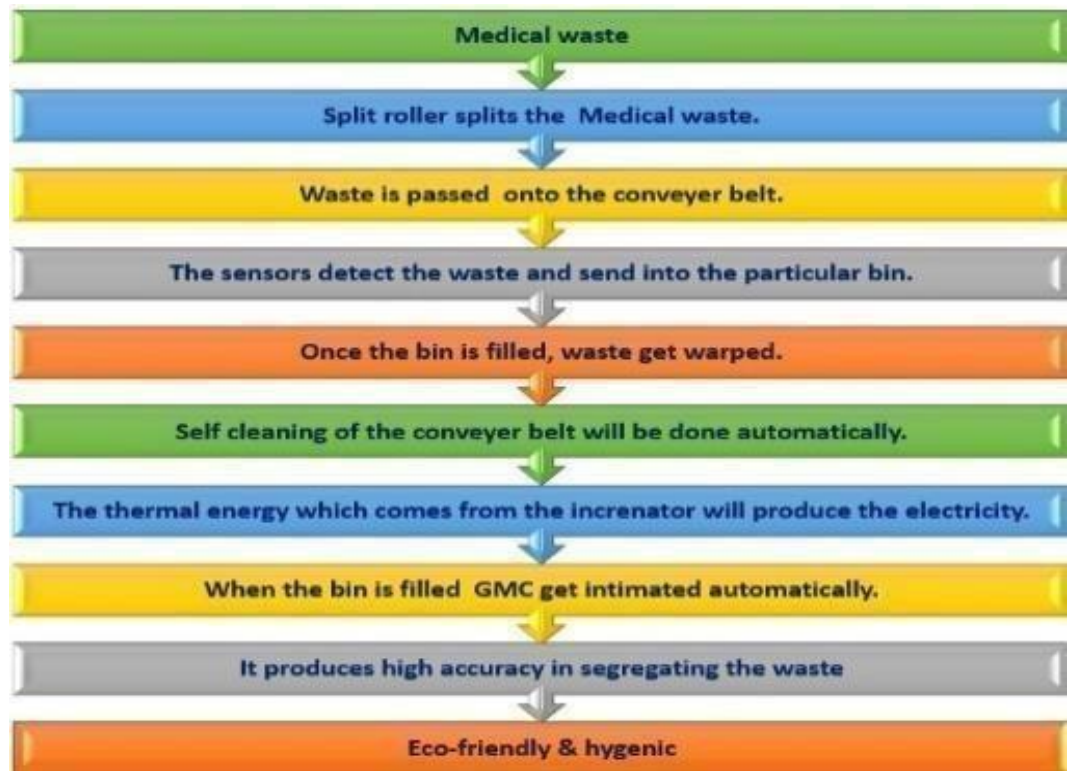 Medical waste
Split roller splits the Medical waste.
Waste is passed onto the conveyer belt.
The sensors detect the waste and send into the particular bin.
Once the bin is filled, waste get warped.
Self cleaning of the conveyer belt will be done automatically.
The thermal energy which comes from the increnator will produce the electricity.
When the bin is filled GMC get intimated automatically.
It produces high accuracy in segregating the waste
Eco-friendly & hygenic